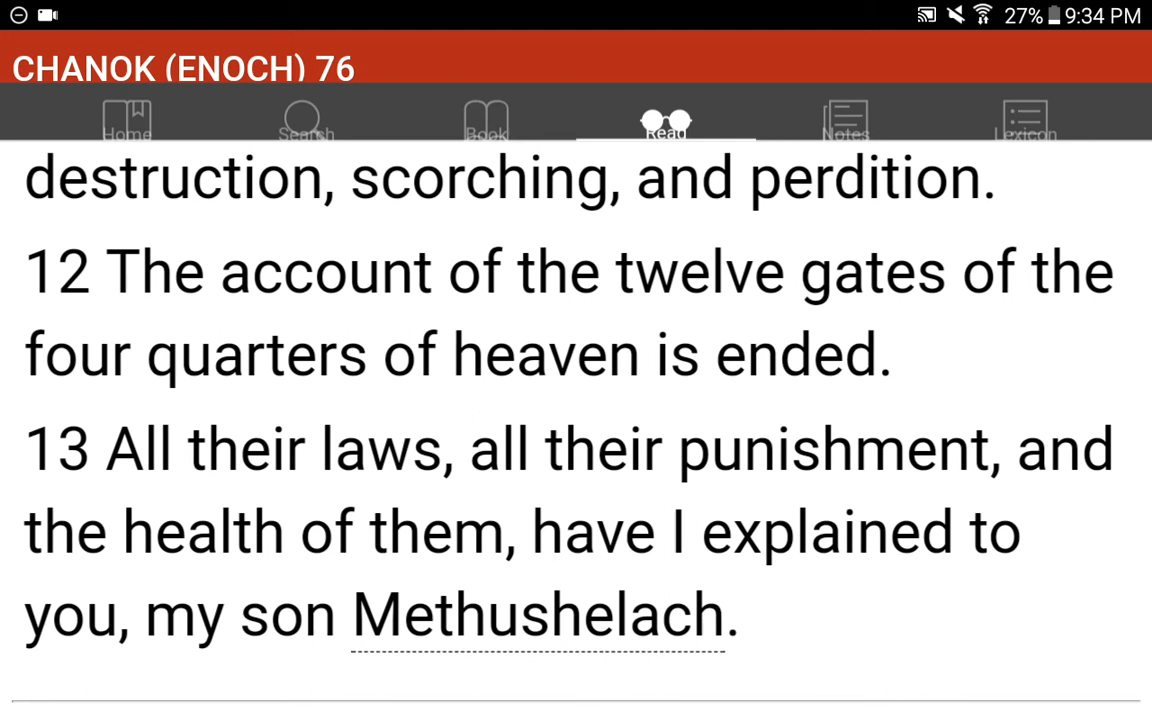 27% 9:34 PM
CHANOK (ENOCH) 76
Home Search Book Read Notes Lexicon
destruction, scorching, and perdition.
12 The account of the twelve gates of the
four quarters of heaven is ended.
13 All their laws, all their punishment, and
the health of them, have I explained to
you, my son Methushelach.